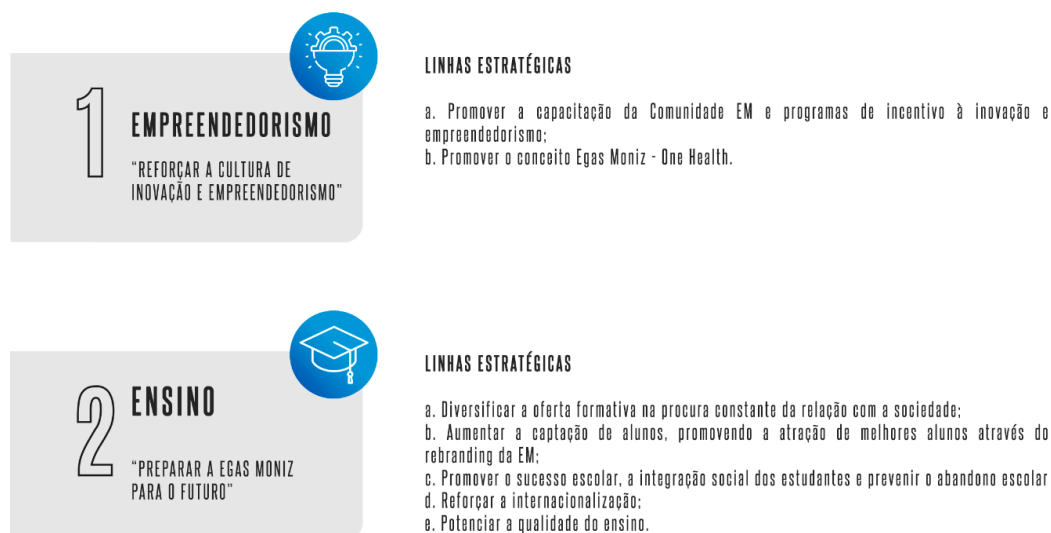 1
EMPREENDEDORISMO
"REFORÇAR A CULTURA DE
INOVAÇÃO E EMPREENDEDORISMO"
LINHAS ESTRATÉGICAS
a. Promover a capacitação da Comunidade EM e programas de incentivo à inovação e
empreendedorismo;
b. Promover o conceito Egas Moniz - One Health.
2
ENSINO
"PREPARAR A EGAS MONIZ
PARA O FUTURO"
LINHAS ESTRATÉGICAS
a. Diversificar a oferta formativa na procura constante da relação com a sociedade;
b. Aumentar a captação de alunos, promovendo a atração de melhores alunos através do
rebranding da EM;
c. Promover o sucesso escolar, a integração social dos estudantes e prevenir o abandono escolar
d. Reforçar a internacionalização;
e. Potenciar a qualidade do ensino.